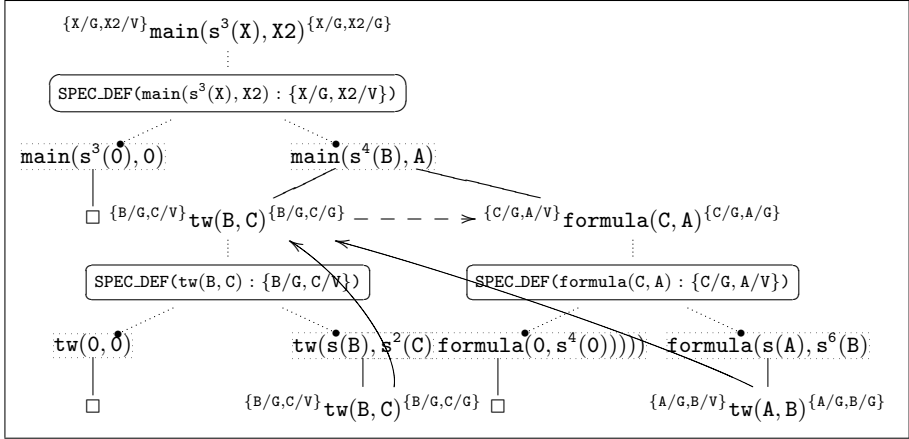 {X/G,X2/V}main(s³(X), X2){X/G,X2/G}
SPEC_DEF(main(s³(X), X2) : {X/G, X2/V})
main(s³(0), 0) main(s⁴(B), A)
□ {B/G,C/V}tw(B, C){B/G,C/G} {C/G,A/V}formula(C, A){C/G,A/G}
SPEC_DEF(tw(B, C) : {B/G, C/V}) SPEC_DEF(formula(C, A) : {C/G, A/V})
tw(0, 0) tw(s(B), s²(C) formula(0, s⁴(0))))) formula(s(A), s⁶(B)
□ {B/G,C/V}tw(B, C){B/G,C/G} □ {A/G,B/V}tw(A, B){A/G,B/G}